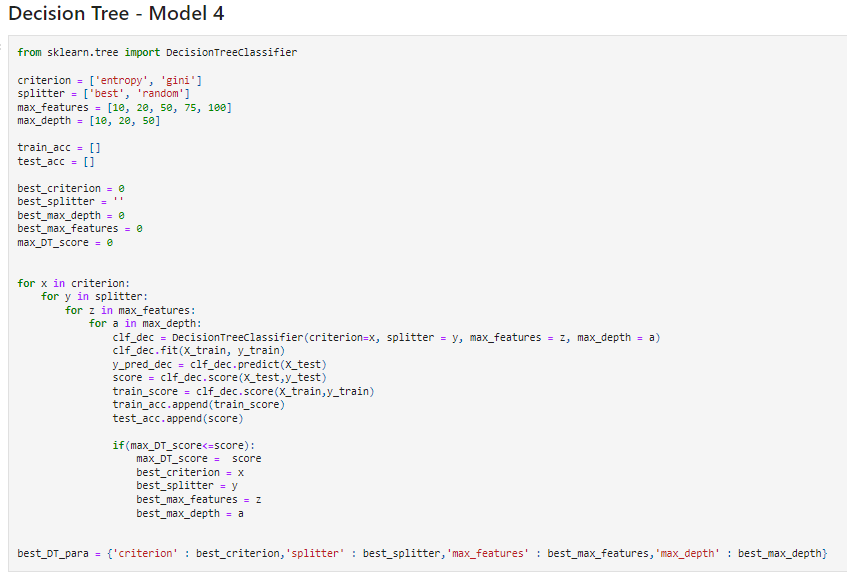 Decision Tree - Model 4
from sklearn.tree import DecisionTreeClassifier
criterion = ['entropy', 'gini']
splitter = ['best', 'random']
max_features = [10, 20, 50, 75, 100]
max_depth = [10, 20, 50]
train_acc = []
test_acc = []
best_criterion = 0
best_splitter = ''
best_max_depth = 0
best_max_features = 0
max_DT_score = 0
for x in criterion:
    for y in splitter:
        for z in max_features:
            for a in max_depth:
                clf_dec = DecisionTreeClassifier(criterion=x, splitter = y, max_features = z, max_depth = a)
                clf_dec.fit(X_train, y_train)
                y_pred_dec = clf_dec.predict(X_test)
                score = clf_dec.score(X_test,y_test)
                train_score = clf_dec.score(X_train,y_train)
                train_acc.append(train_score)
                test_acc.append(score)
                if(max_DT_score<=score):
                    max_DT_score =  score
                    best_criterion = x
                    best_splitter = y
                    best_max_features = z
                    best_max_depth = a
best_DT_para = {'criterion' : best_criterion,'splitter' : best_splitter,'max_features' : best_max_features,'max_depth' : best_max_depth}